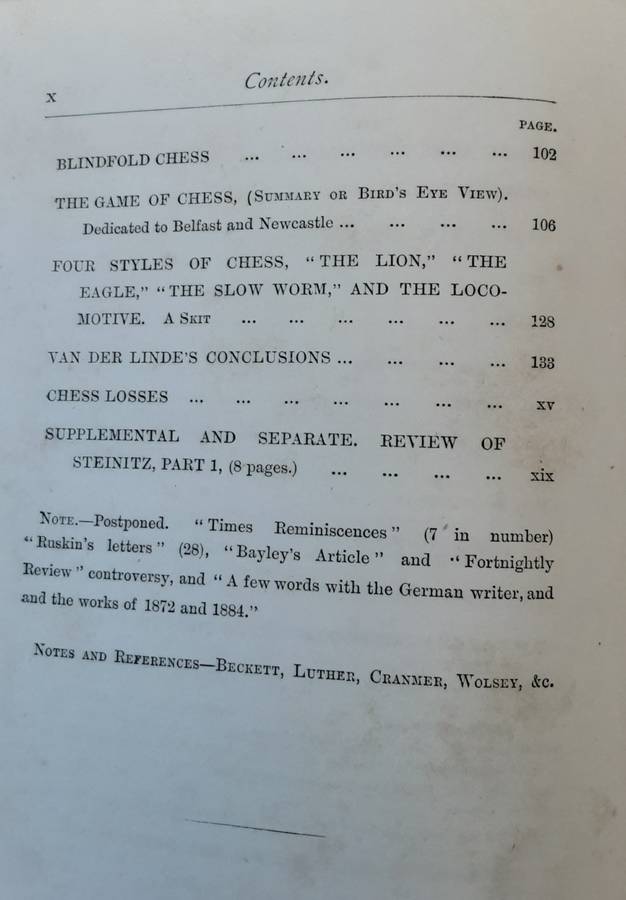 x
Contents.
PAGE.
BLINDFOLD CHESS ... ... ... ... ... ... 102
THE GAME OF CHESS, (Summary or Bird's Eye View).
Dedicated to Belfast and Newcastle ... ... ... ... 106
FOUR STYLES OF CHESS, "THE LION," "THE
EAGLE," "THE SLOW WORM," AND THE LOCO-
MOTIVE. A Skit ... ... ... ... ... ... 128
VAN DER LINDE'S CONCLUSIONS ... ... ... ... 133
CHESS LOSSES ... ... ... ... ... ... ... xv
SUPPLEMENTAL AND SEPARATE. REVIEW OF
STEINITZ, PART 1, (8 pages.) ... ... ... ... xix
Note.—Postponed. "Times Reminiscences" (7 in number)
"Ruskin's letters" (28), "Bayley's Article" and "Fortnightly
Review" controversy, and "A few words with the German writer, and
and the works of 1872 and 1884."
Notes and References—Beckett, Luther, Cranmer, Wolsey, &c.